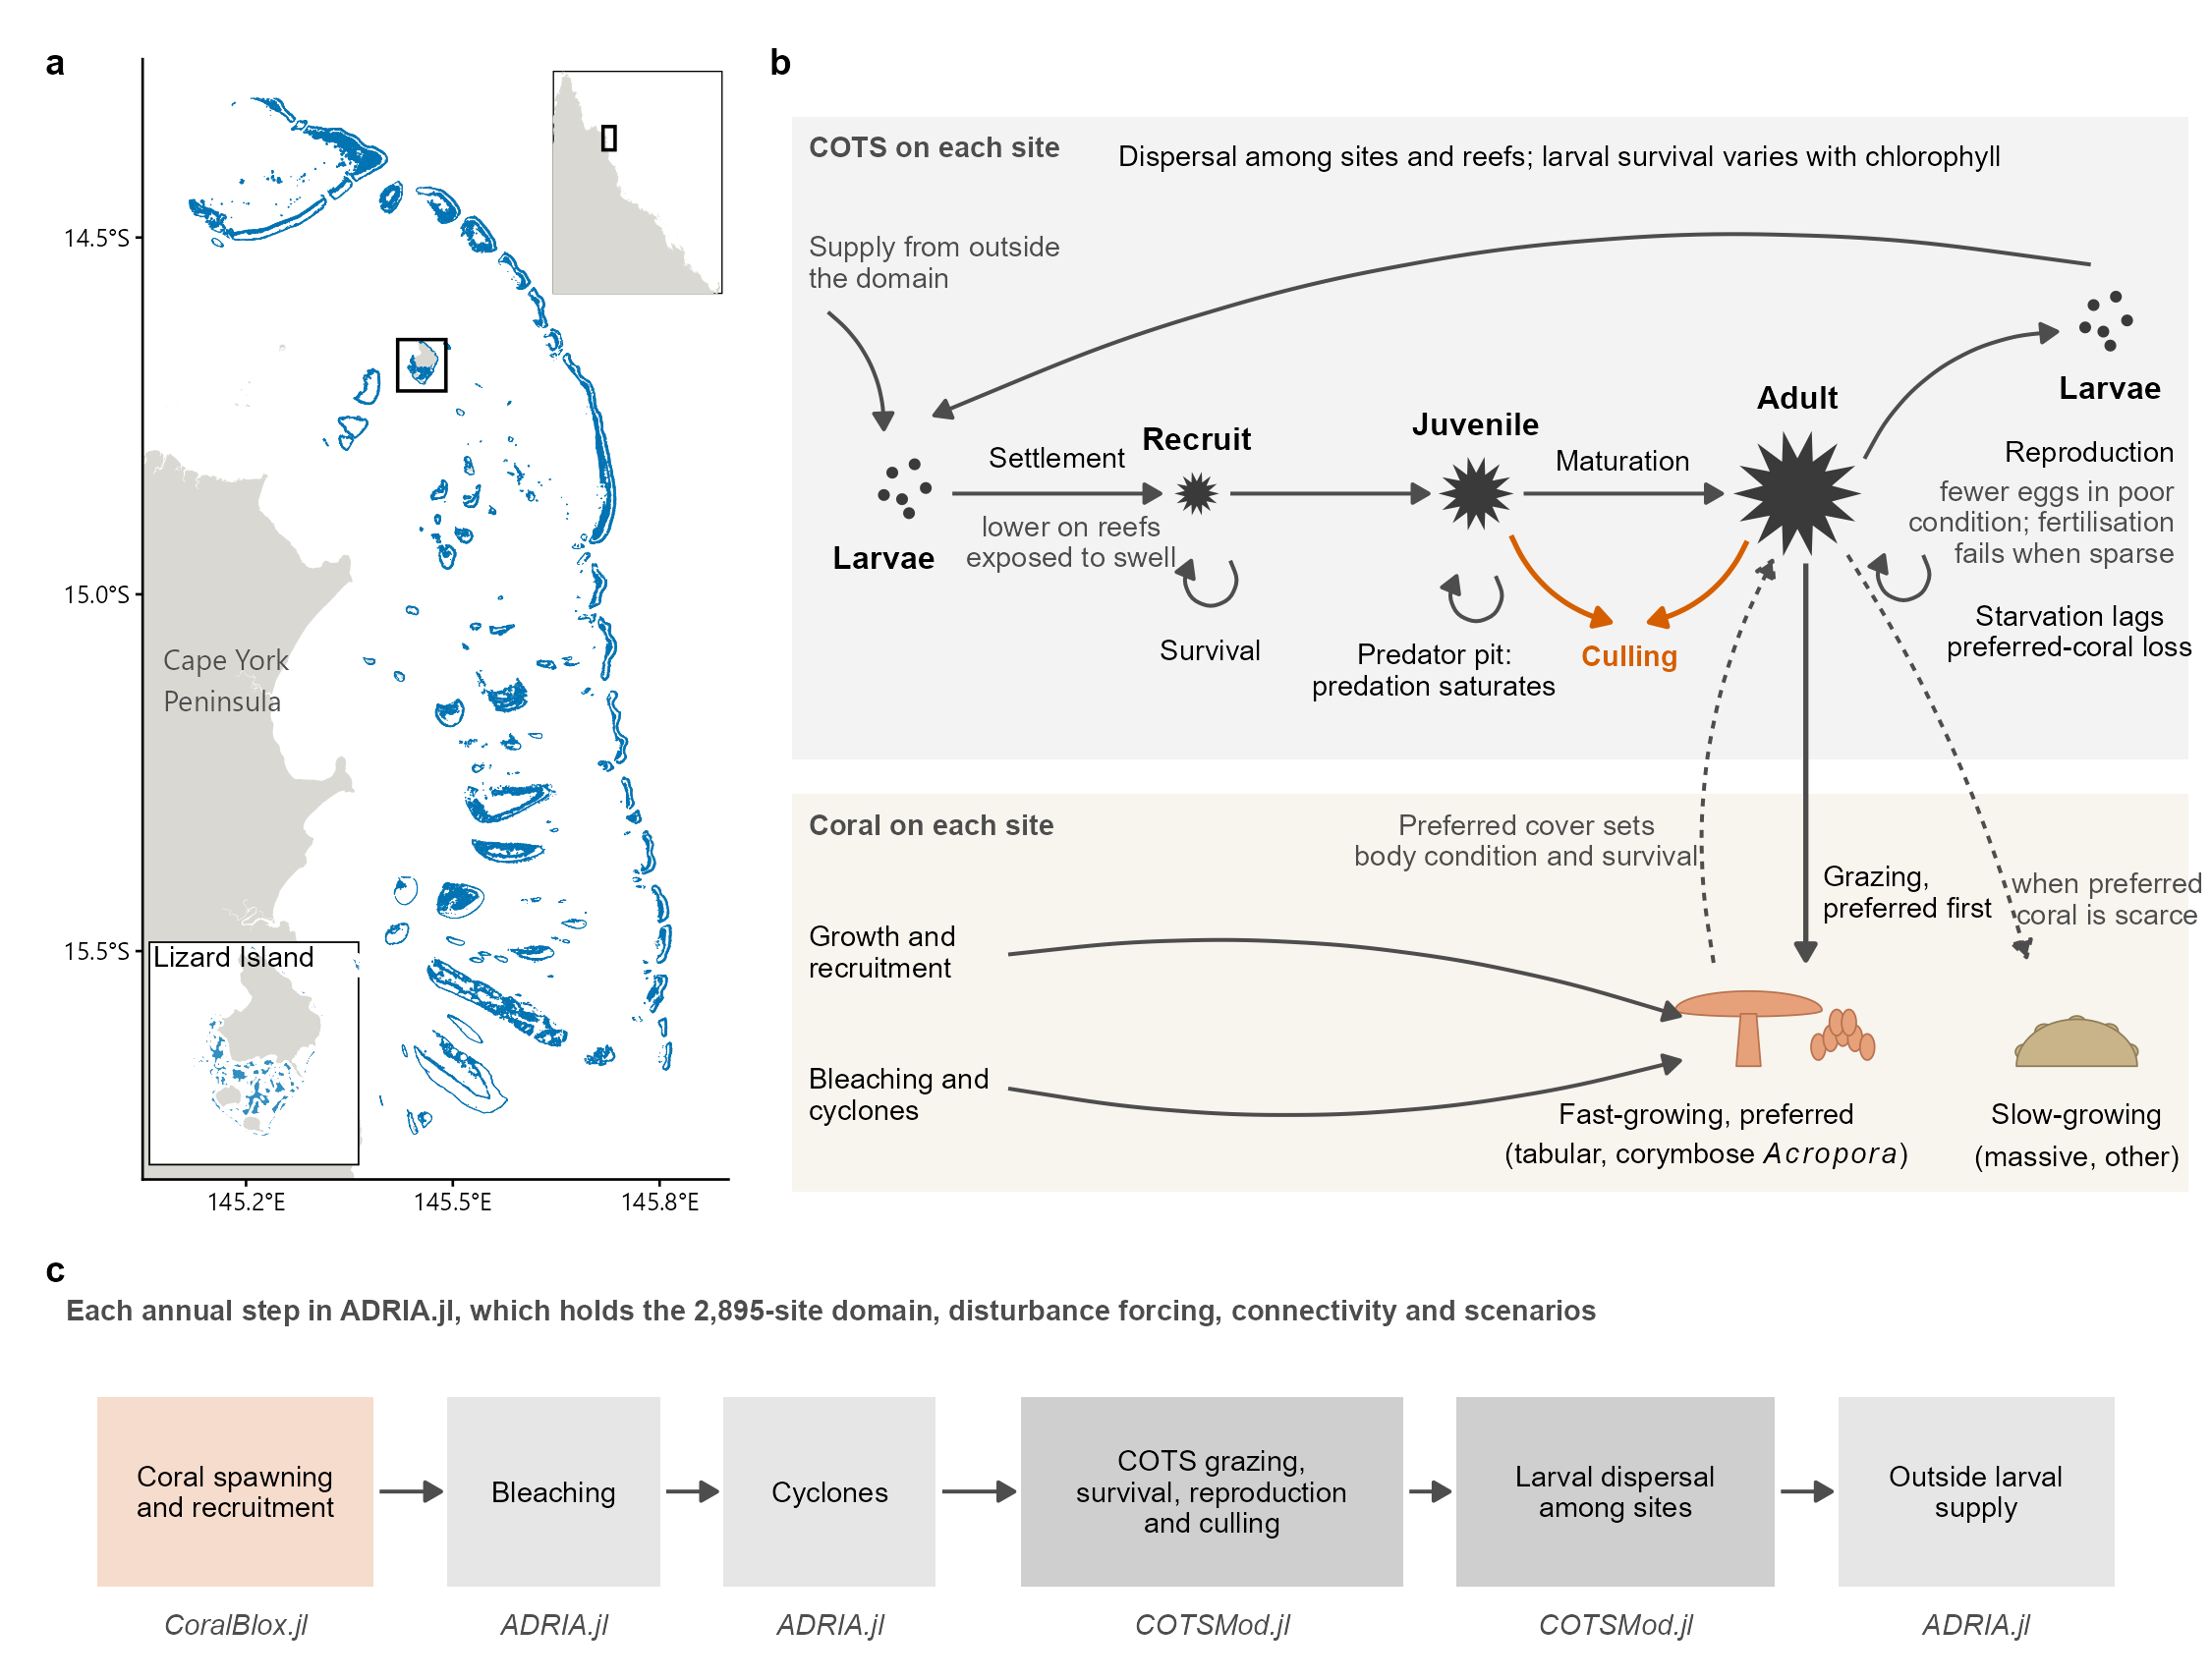 a
14.5°S
15.0°S
15.5°S
145.2°E
145.5°E
145.8°E
Cape York
Peninsula
Lizard Island
b
COTS on each site
Dispersal among sites and reefs; larval survival varies with chlorophyll
Supply from outside
the domain
Larvae
Settlement
lower on reefs
exposed to swell
Recruit
Survival
Juvenile
Predator pit:
predation saturates
Maturation
Culling
Adult
Larvae
Reproduction
fewer eggs in poor
condition; fertilisation
fails when sparse
Starvation lags
preferred-coral loss
Coral on each site
Preferred cover sets
body condition and survival
Grazing,
preferred first
when preferred
coral is scarce
Growth and
recruitment
Bleaching and
cyclones
Fast-growing, preferred
(tabular, corymbose Acropora)
Slow-growing
(massive, other)
c
Each annual step in ADRIA.jl, which holds the 2,895-site domain, disturbance forcing, connectivity and scenarios
Coral spawning
and recruitment
CoralBlox.jl
Bleaching
ADRIA.jl
Cyclones
ADRIA.jl
COTS grazing,
survival, reproduction
and culling
COTSMod.jl
Larval dispersal
among sites
COTSMod.jl
Outside larval
supply
ADRIA.jl